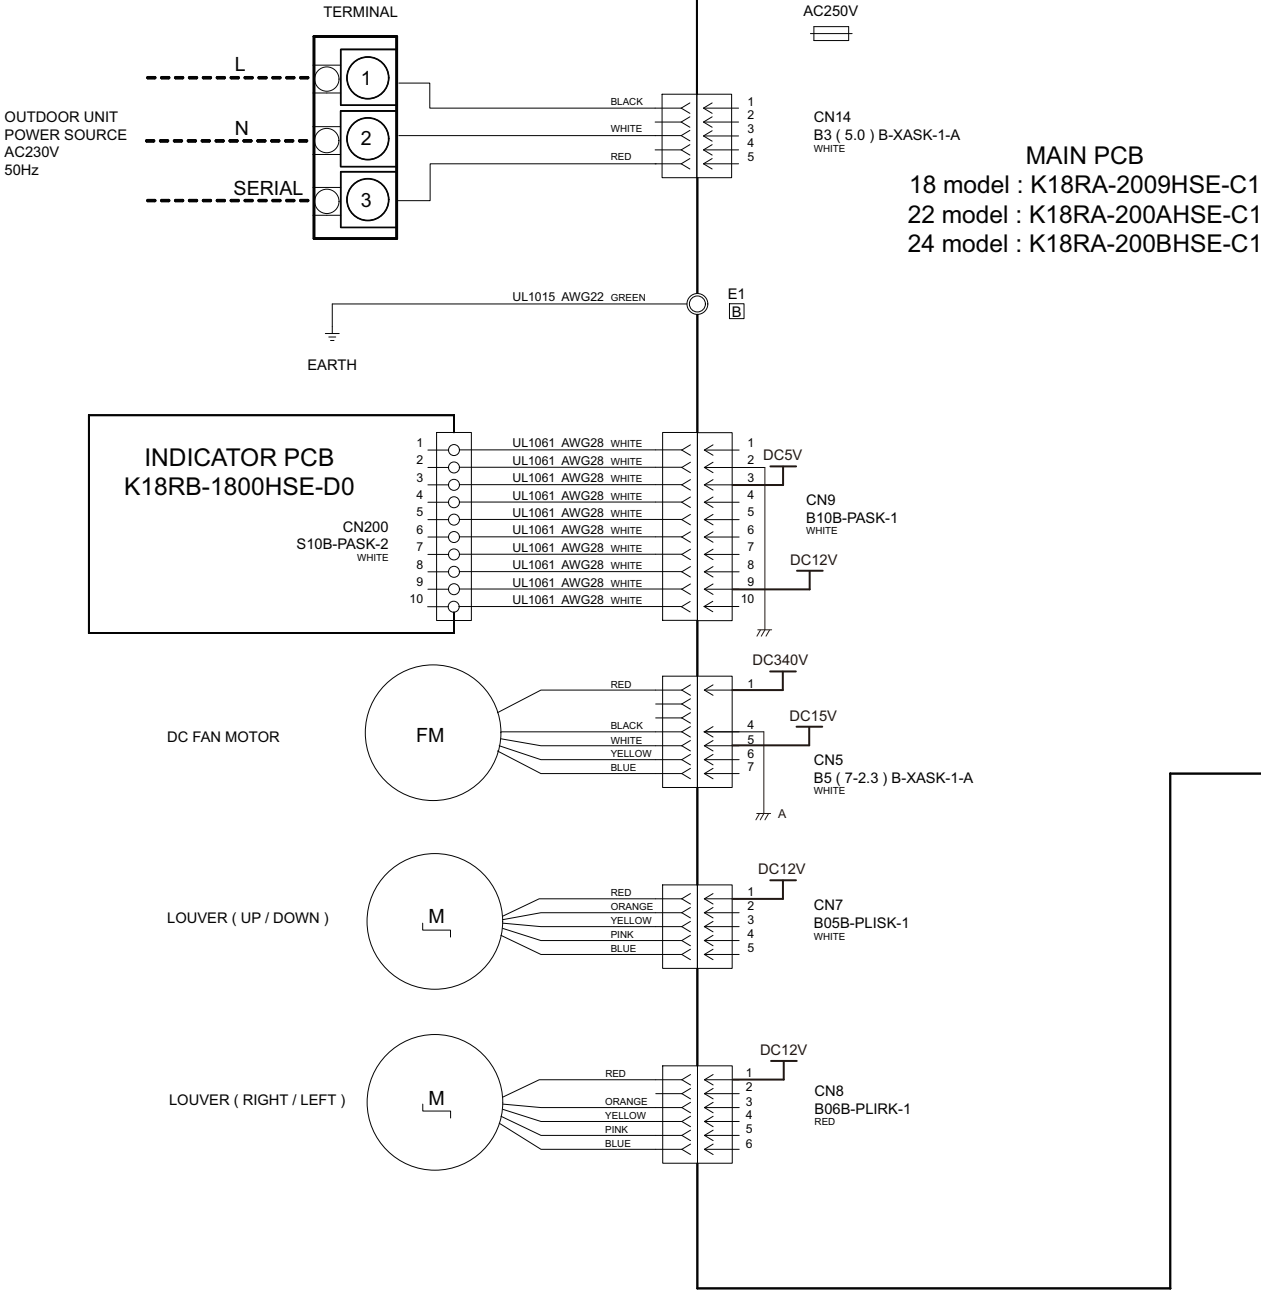 TERMINAL
AC250V
L
N
SERIAL
OUTDOOR UNIT
POWER SOURCE
AC230V
50Hz
1
2
3
BLACK
WHITE
RED
1
2
3
4
5
CN14
B3 ( 5.0 ) B-XASK-1-A
WHITE
MAIN PCB
18 model : K18RA-2009HSE-C1
22 model : K18RA-200AHSE-C1
24 model : K18RA-200BHSE-C1
UL1015 AWG22 GREEN
E1
B
EARTH
INDICATOR PCB
K18RB-1800HSE-D0
CN200
S10B-PASK-2
WHITE
1
2
3
4
5
6
7
8
9
10
UL1061 AWG28 WHITE
UL1061 AWG28 WHITE
UL1061 AWG28 WHITE
UL1061 AWG28 WHITE
UL1061 AWG28 WHITE
UL1061 AWG28 WHITE
UL1061 AWG28 WHITE
UL1061 AWG28 WHITE
UL1061 AWG28 WHITE
UL1061 AWG28 WHITE
1
2
3
4
5
6
7
8
9
10
DC5V
CN9
B10B-PASK-1
WHITE
DC12V
DC FAN MOTOR
FM
RED
BLACK
WHITE
YELLOW
BLUE
1
4
5
6
7
DC340V
DC15V
CN5
B5 ( 7-2.3 ) B-XASK-1-A
WHITE
A
LOUVER ( UP / DOWN )
M
RED
ORANGE
YELLOW
PINK
BLUE
1
2
3
4
5
DC12V
CN7
B05B-PLISK-1
WHITE
LOUVER ( RIGHT / LEFT )
M
RED
ORANGE
YELLOW
PINK
BLUE
1
2
3
4
5
6
DC12V
CN8
B06B-PLIRK-1
RED